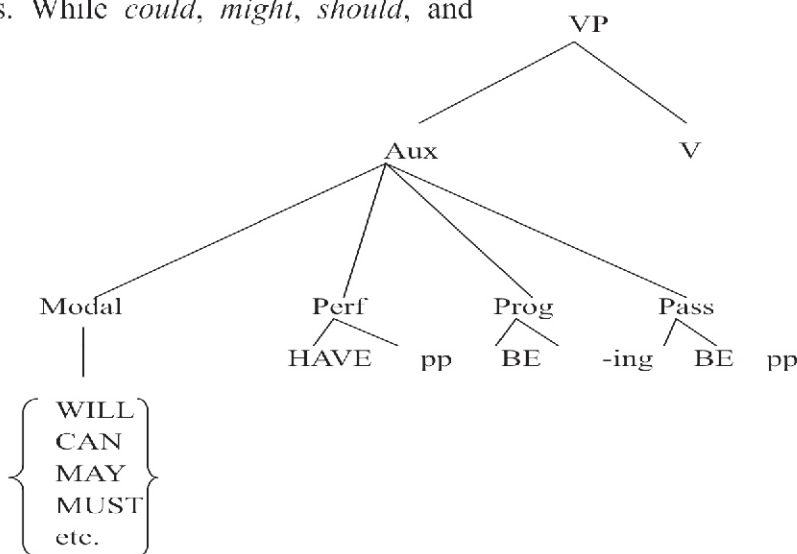 s. While could, might, should, and
VP
Aux V
Modal Perf Prog Pass
HAVE pp BE -ing BE pp
WILL
CAN
MAY
MUST
etc.